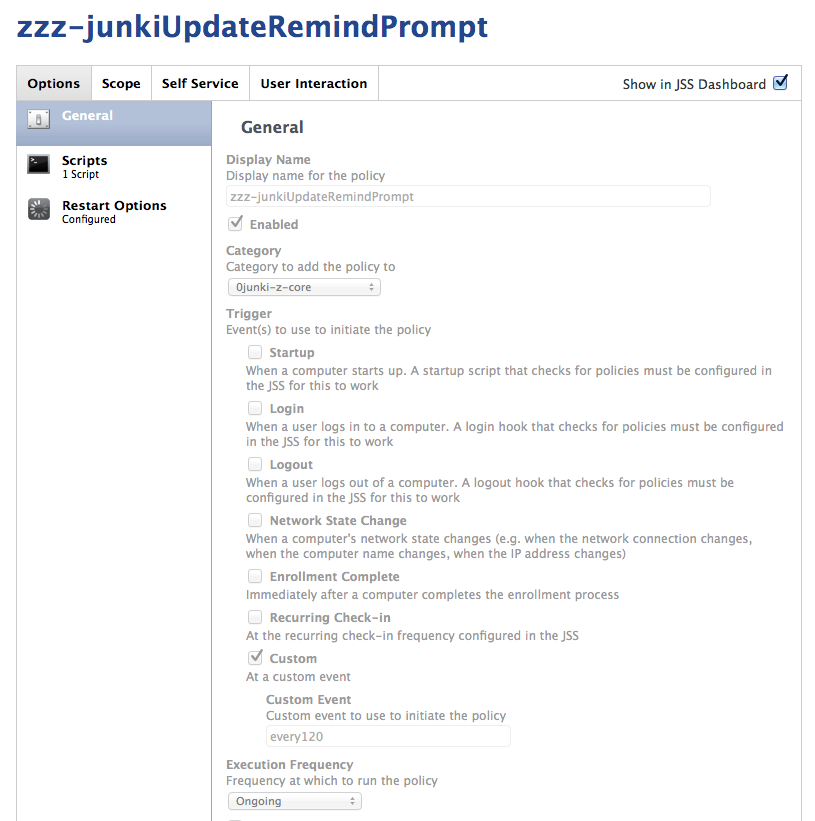 zzz-junkiUpdateRemindPrompt
Options Scope Self Service User Interaction Show in JSS Dashboard
General
Scripts
1 Script
Restart Options
Configured
General
Display Name
Display name for the policy
zzz-junkiUpdateRemindPrompt
Enabled
Category
Category to add the policy to
0junki-z-core
Trigger
Event(s) to use to initiate the policy
Startup
When a computer starts up. A startup script that checks for policies must be configured in
the JSS for this to work
Login
When a user logs in to a computer. A login hook that checks for policies must be configured
in the JSS for this to work
Logout
When a user logs out of a computer. A logout hook that checks for policies must be
configured in the JSS for this to work
Network State Change
When a computer's network state changes (e.g. when the network connection changes,
when the computer name changes, when the IP address changes)
Enrollment Complete
Immediately after a computer completes the enrollment process
Recurring Check-in
At the recurring check-in frequency configured in the JSS
Custom
At a custom event
Custom Event
Custom event to use to initiate the policy
every120
Execution Frequency
Frequency at which to run the policy
Ongoing